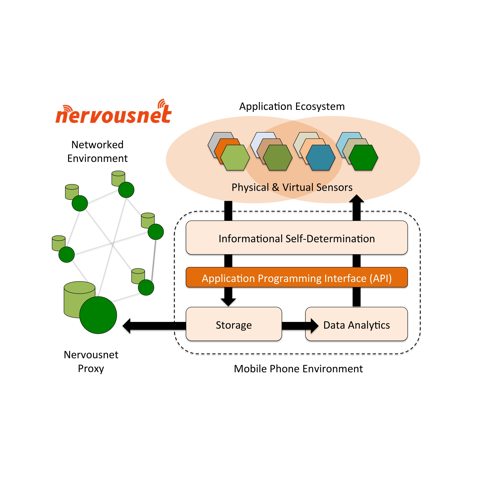 nervousnet
Application Ecosystem
Networked
Environment
Physical & Virtual Sensors
Informational Self-Determination
Application Programming Interface (API)
Storage
Data Analytics
Nervousnet
Proxy
Mobile Phone Environment